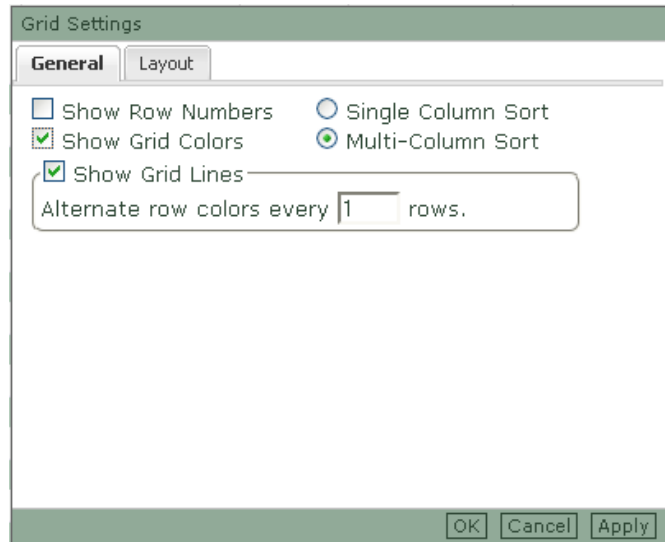 Grid Settings
General Layout
Show Row Numbers Single Column Sort
Show Grid Colors Multi-Column Sort
Show Grid Lines
Alternate row colors every 1 rows.
OK Cancel Apply